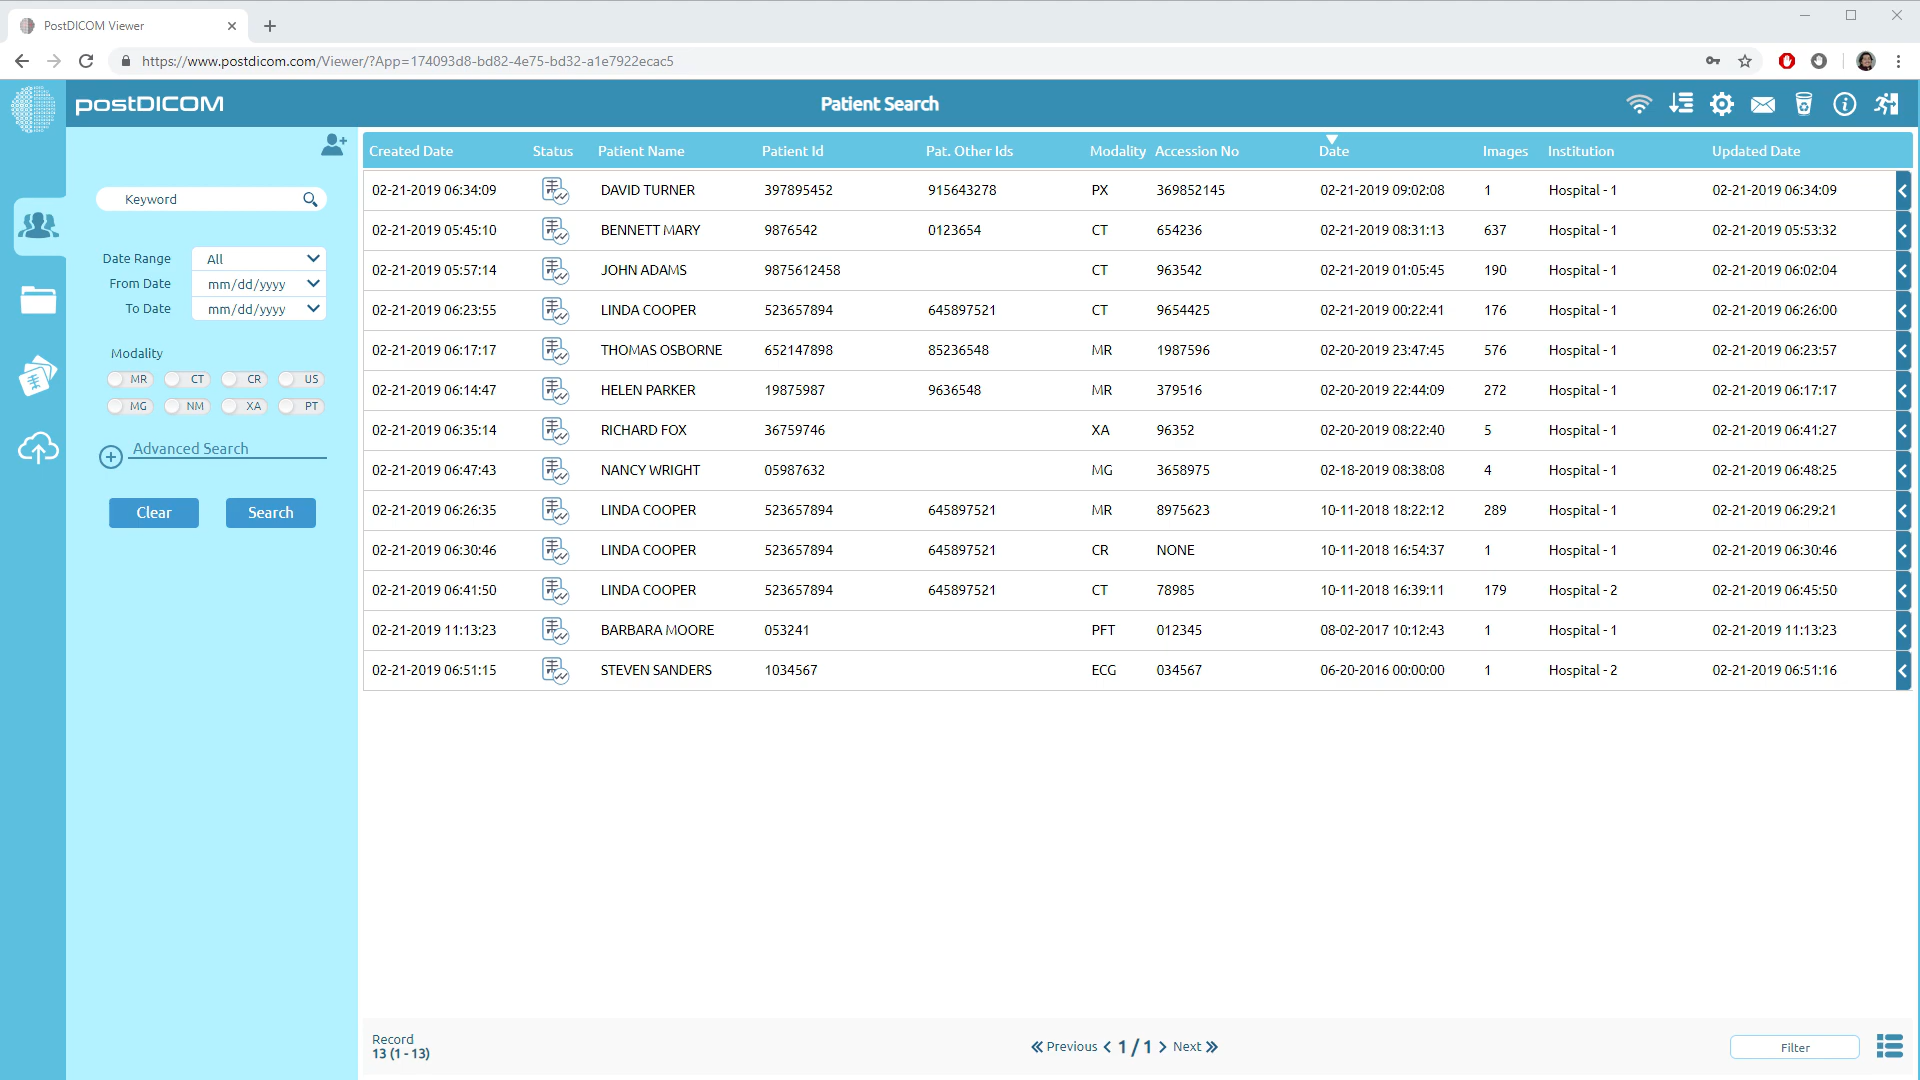 PostDICOM Viewer
https://www.postdicom.com/Viewer/?App=174093d8-bd82-4e75-bd32-a1e7922ecac5
postDICOM
Patient Search
Keyword
Date Range All
From Date mm/dd/yyyy
To Date mm/dd/yyyy
Modality
MR CT CR US
MG NM XA PT
Advanced Search
Clear Search
Created Date Status Patient Name Patient Id Pat. Other Ids Modality Accession No Date Images Institution Updated Date
02-21-2019 06:34:09 DAVID TURNER 397895452 915643278 PX 369852145 02-21-2019 09:02:08 1 Hospital - 1 02-21-2019 06:34:09
02-21-2019 05:45:10 BENNETT MARY 9876542 0123654 CT 654236 02-21-2019 08:31:13 637 Hospital - 1 02-21-2019 05:53:32
02-21-2019 05:57:14 JOHN ADAMS 9875612458 CT 963542 02-21-2019 01:05:45 190 Hospital - 1 02-21-2019 06:02:04
02-21-2019 06:23:55 LINDA COOPER 523657894 645897521 CT 9654425 02-21-2019 00:22:41 176 Hospital - 1 02-21-2019 06:26:00
02-21-2019 06:17:17 THOMAS OSBORNE 652147898 85236548 MR 1987596 02-20-2019 23:47:45 576 Hospital - 1 02-21-2019 06:23:57
02-21-2019 06:14:47 HELEN PARKER 19875987 9636548 MR 379516 02-20-2019 22:44:09 272 Hospital - 1 02-21-2019 06:17:17
02-21-2019 06:35:14 RICHARD FOX 36759746 XA 96352 02-20-2019 08:22:40 5 Hospital - 1 02-21-2019 06:41:27
02-21-2019 06:47:43 NANCY WRIGHT 05987632 MG 3658975 02-18-2019 08:38:08 4 Hospital - 1 02-21-2019 06:48:25
02-21-2019 06:26:35 LINDA COOPER 523657894 645897521 MR 8975623 10-11-2018 18:22:12 289 Hospital - 1 02-21-2019 06:29:21
02-21-2019 06:30:46 LINDA COOPER 523657894 645897521 CR NONE 10-11-2018 16:54:37 1 Hospital - 1 02-21-2019 06:30:46
02-21-2019 06:41:50 LINDA COOPER 523657894 645897521 CT 78985 10-11-2018 16:39:11 179 Hospital - 2 02-21-2019 06:45:50
02-21-2019 11:13:23 BARBARA MOORE 053241 PFT 012345 08-02-2017 10:12:43 1 Hospital - 1 02-21-2019 11:13:23
02-21-2019 06:51:15 STEVEN SANDERS 1034567 ECG 034567 06-20-2016 00:00:00 1 Hospital - 2 02-21-2019 06:51:16
Record
13 (1 - 13)
Previous 1 / 1 Next
Filter